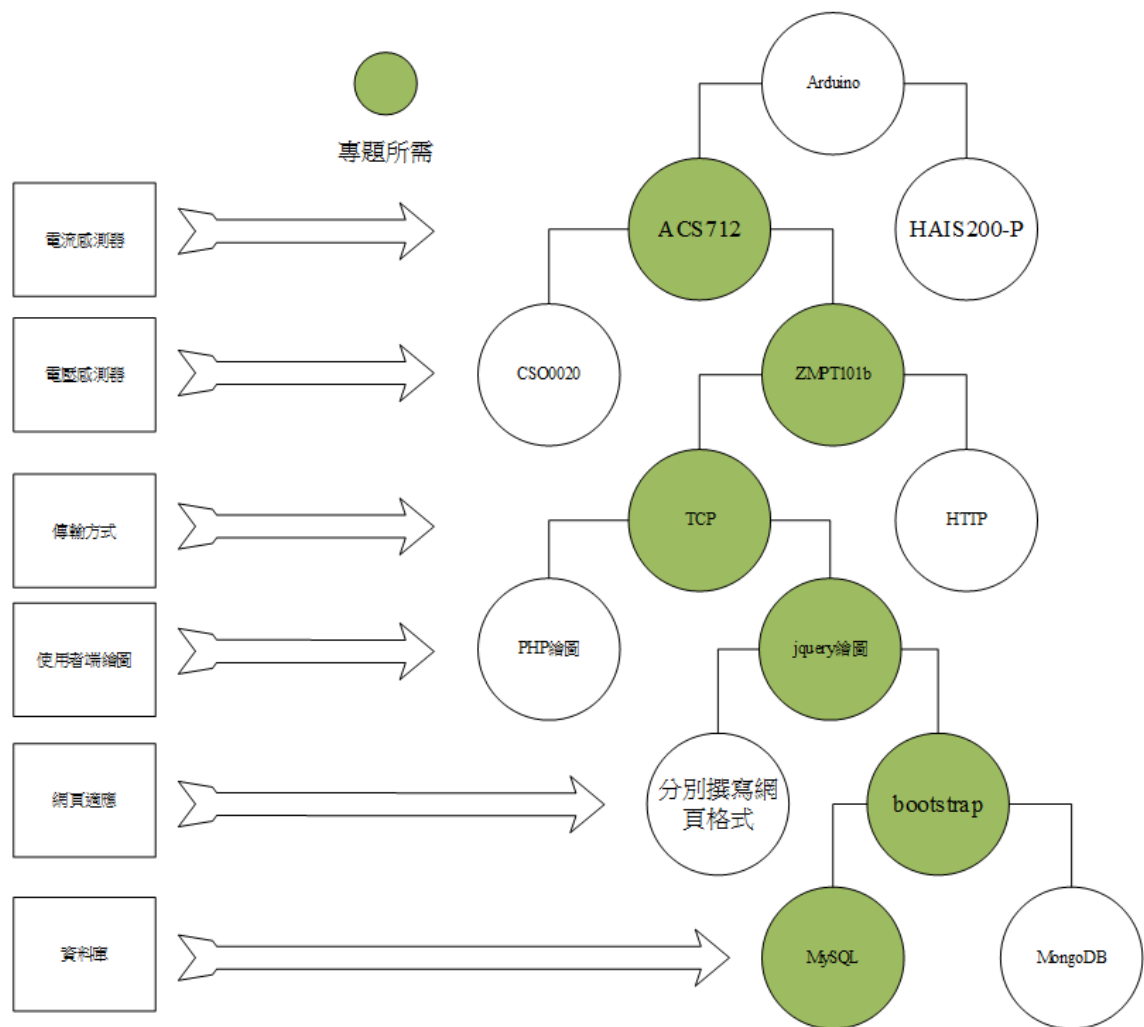 專題所需
Arduino
電流感測器
ACS712
HAIS200-P
電壓感測器
CSO0020
ZMPT101b
傳輸方式
TCP
HTTP
使用者端繪圖
PHP繪圖
jquery繪圖
網頁適應
分別撰寫網
頁格式
bootstrap
資料庫
MySQL
MongoDB